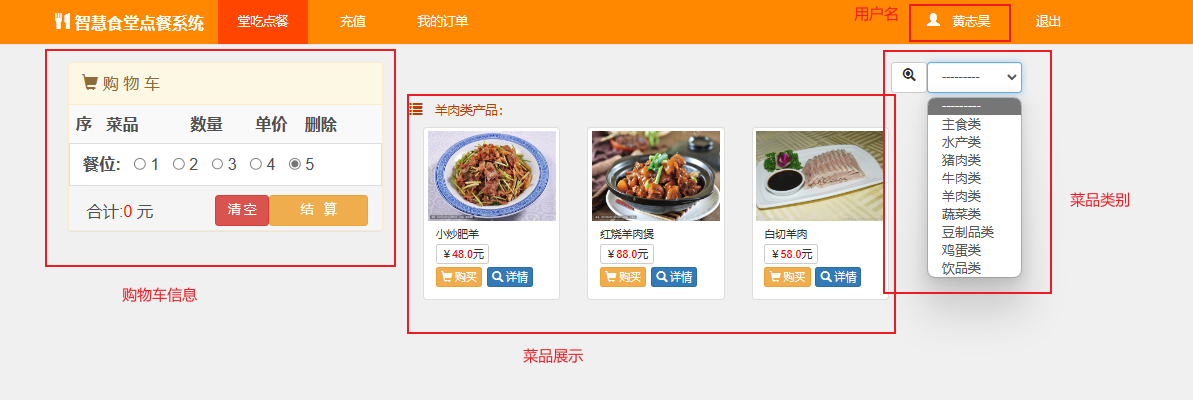 智慧食堂点餐系统 堂吃点餐 充值 我的订单 用户名 黄志昊 退出
购 物 车
序 菜品 数量 单价 删除
餐位: 1 2 3 4 5
合计:0 元 清 空 结 算
购物车信息
羊肉类产品:
小炒肥羊
￥48.0元
购买 详情
红烧羊肉煲
￥88.0元
购买 详情
白切羊肉
￥58.0元
购买 详情
菜品展示
---------
---------
主食类
水产类
猪肉类
牛肉类
羊肉类
蔬菜类
豆制品类
鸡蛋类
饮品类
菜品类别